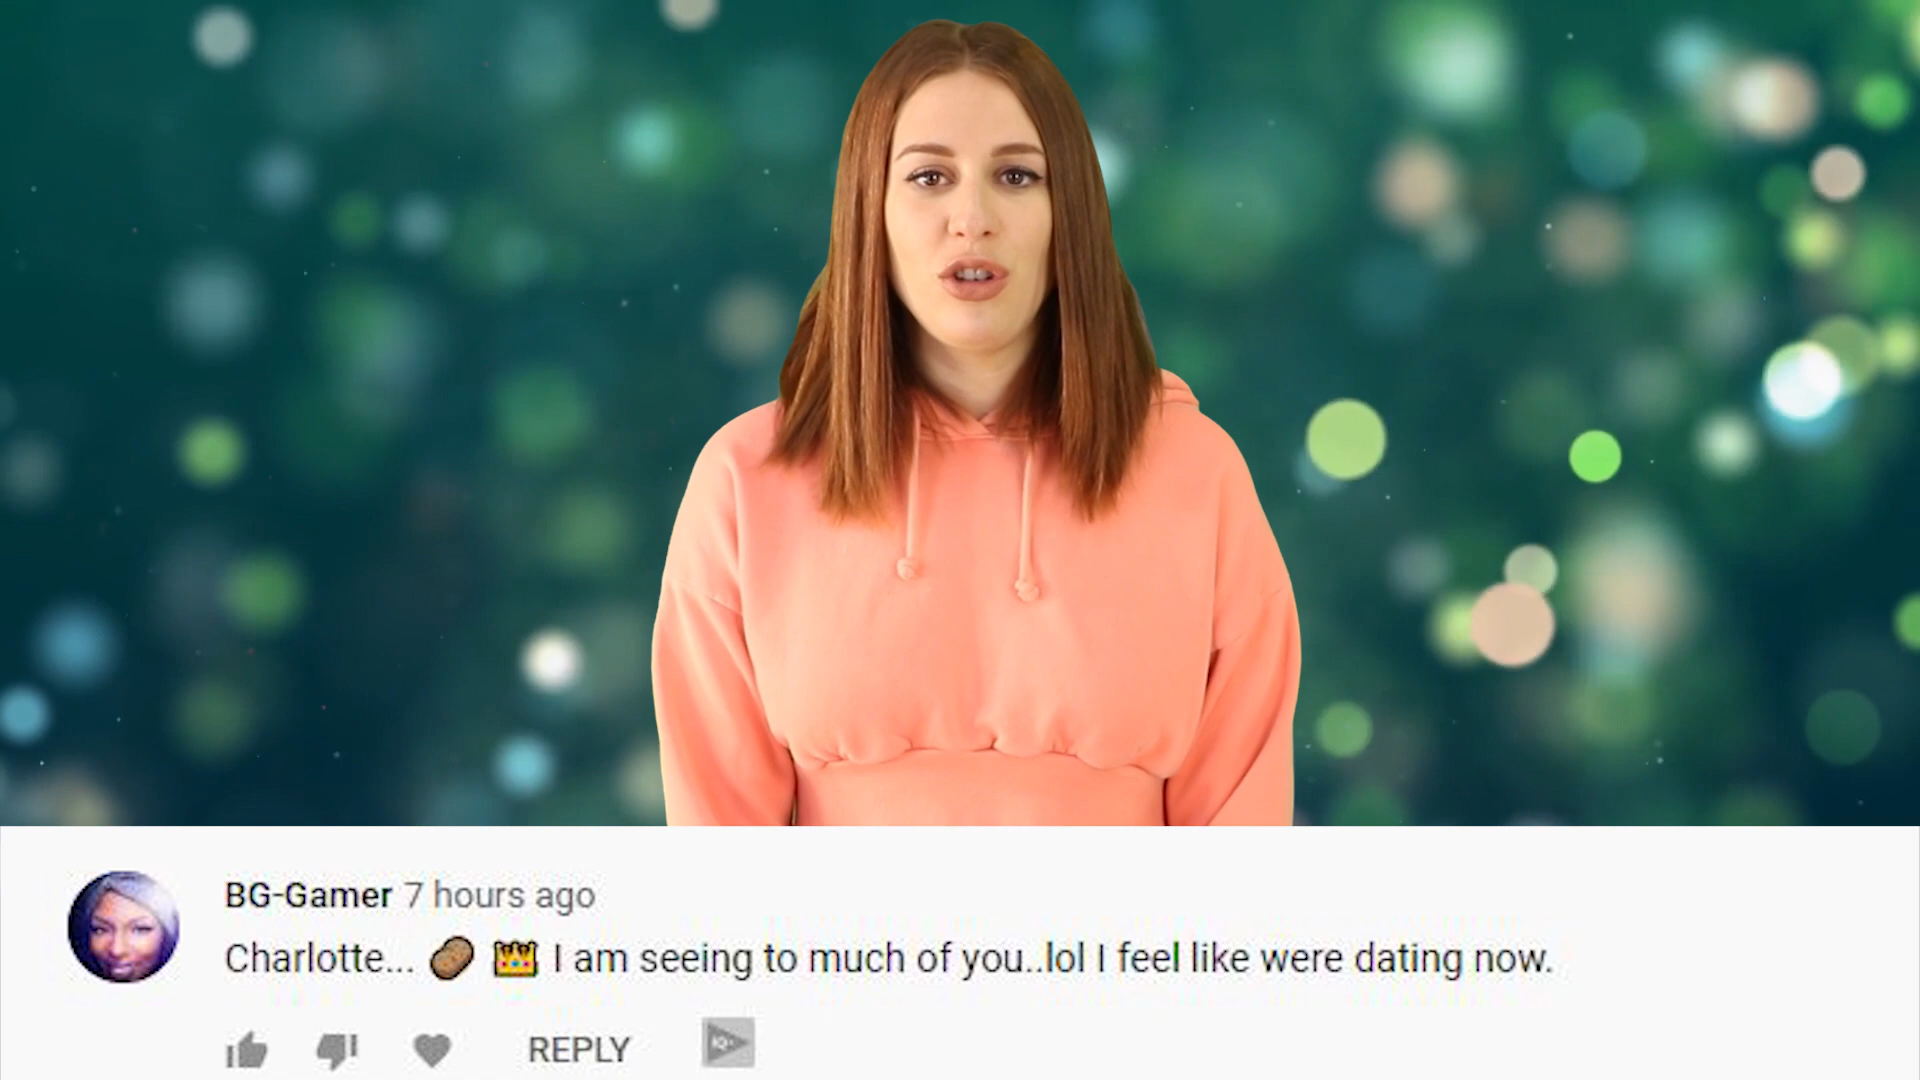 BG-Gamer 7 hours ago
Charlotte... 🥔 👑 I am seeing to much of you..lol I feel like were dating now.
REPLY
IQ